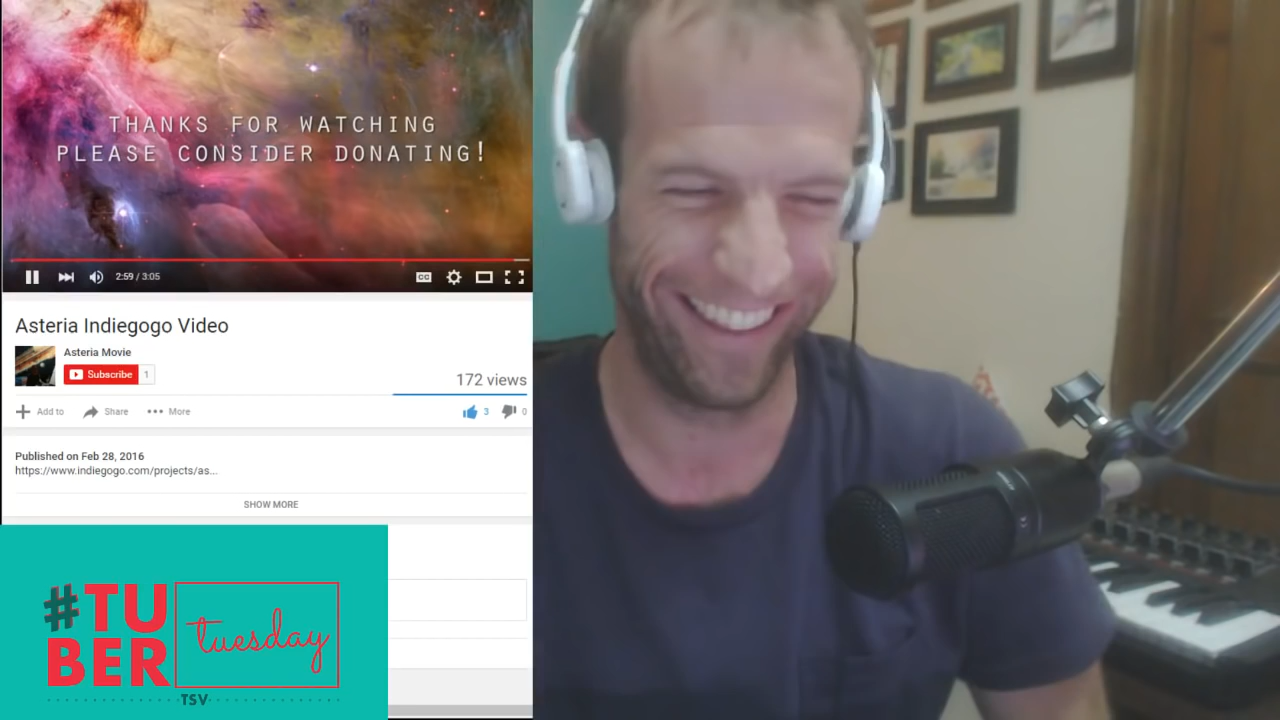 THANKS FOR WATCHING
PLEASE CONSIDER DONATING!
2:59 / 3:05
CC
Asteria Indiegogo Video
Asteria Movie
Subscribe 1
172 views
Add to Share More
3 0
Published on Feb 28, 2016
https://www.indiegogo.com/projects/as...
SHOW MORE
#TU
BER
tuesday
TSV